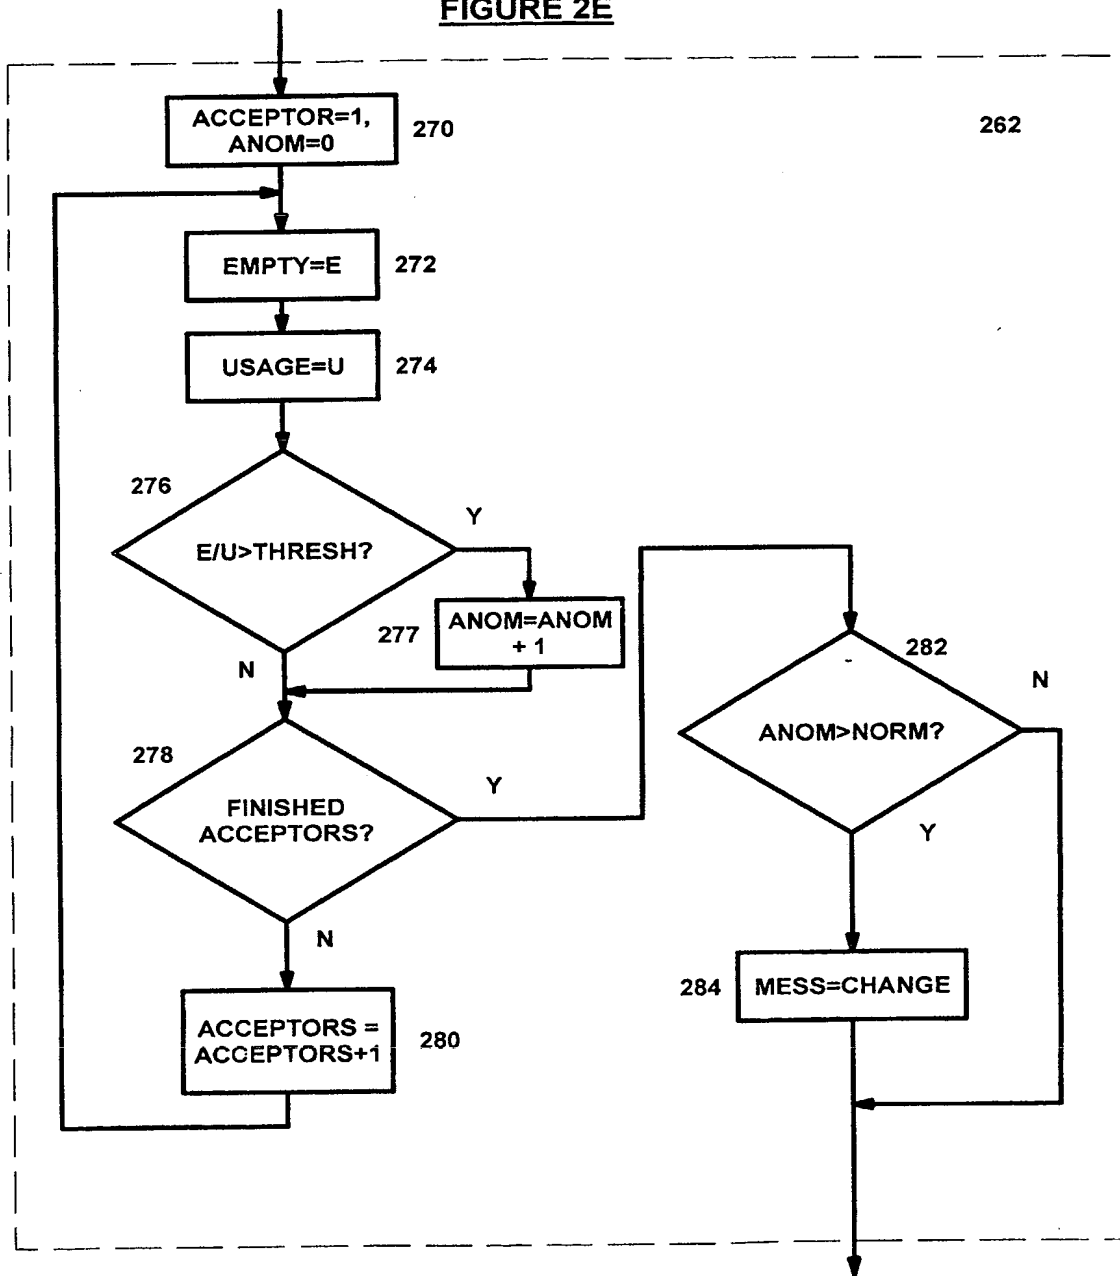 FIGURE 2E
ACCEPTOR=1,
ANOM=0
270
262
EMPTY=E
272
USAGE=U
274
276
E/U>THRESH?
Y
277
ANOM=ANOM
+ 1
N
278
FINISHED
ACCEPTORS?
Y
N
ACCEPTORS =
ACCEPTORS+1
280
282
ANOM>NORM?
N
Y
284
MESS=CHANGE